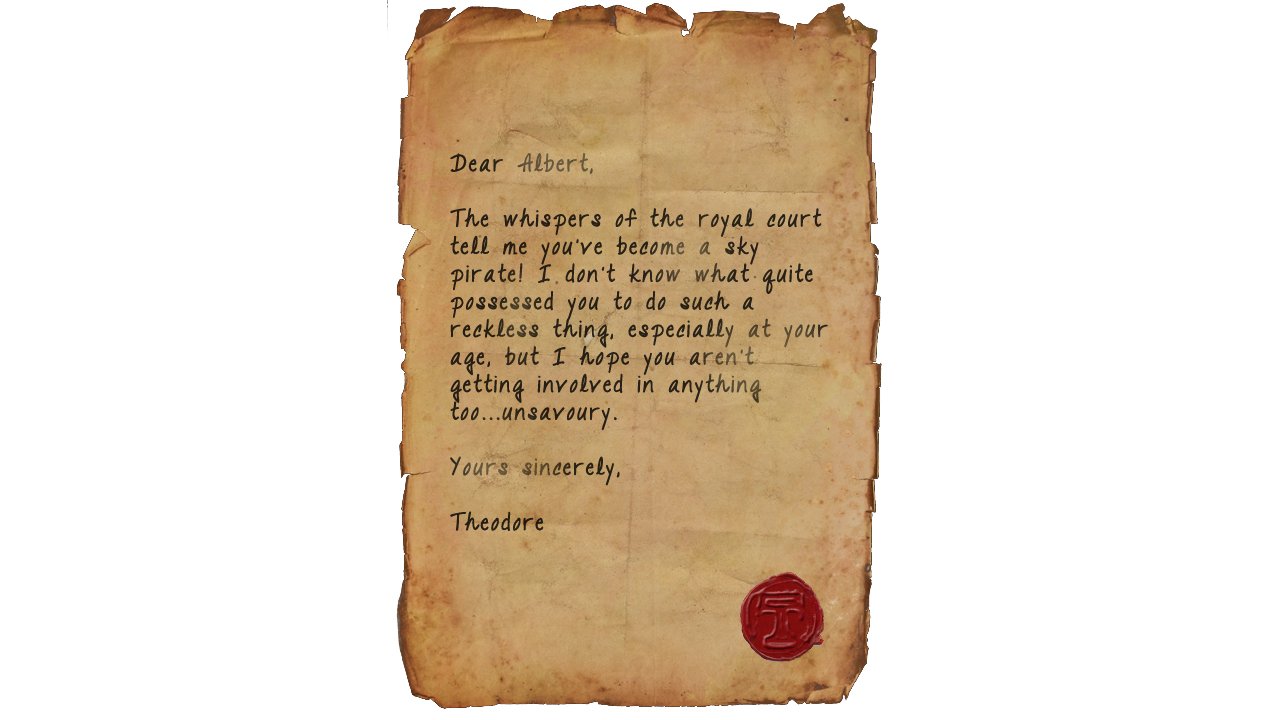 Dear Albert,
The whispers of the royal court
tell me you've become a sky
pirate! I don't know what quite
possessed you to do such a
reckless thing, especially at your
age, but I hope you aren't
getting involved in anything
too...unsavoury.
Yours sincerely,
Theodore
T